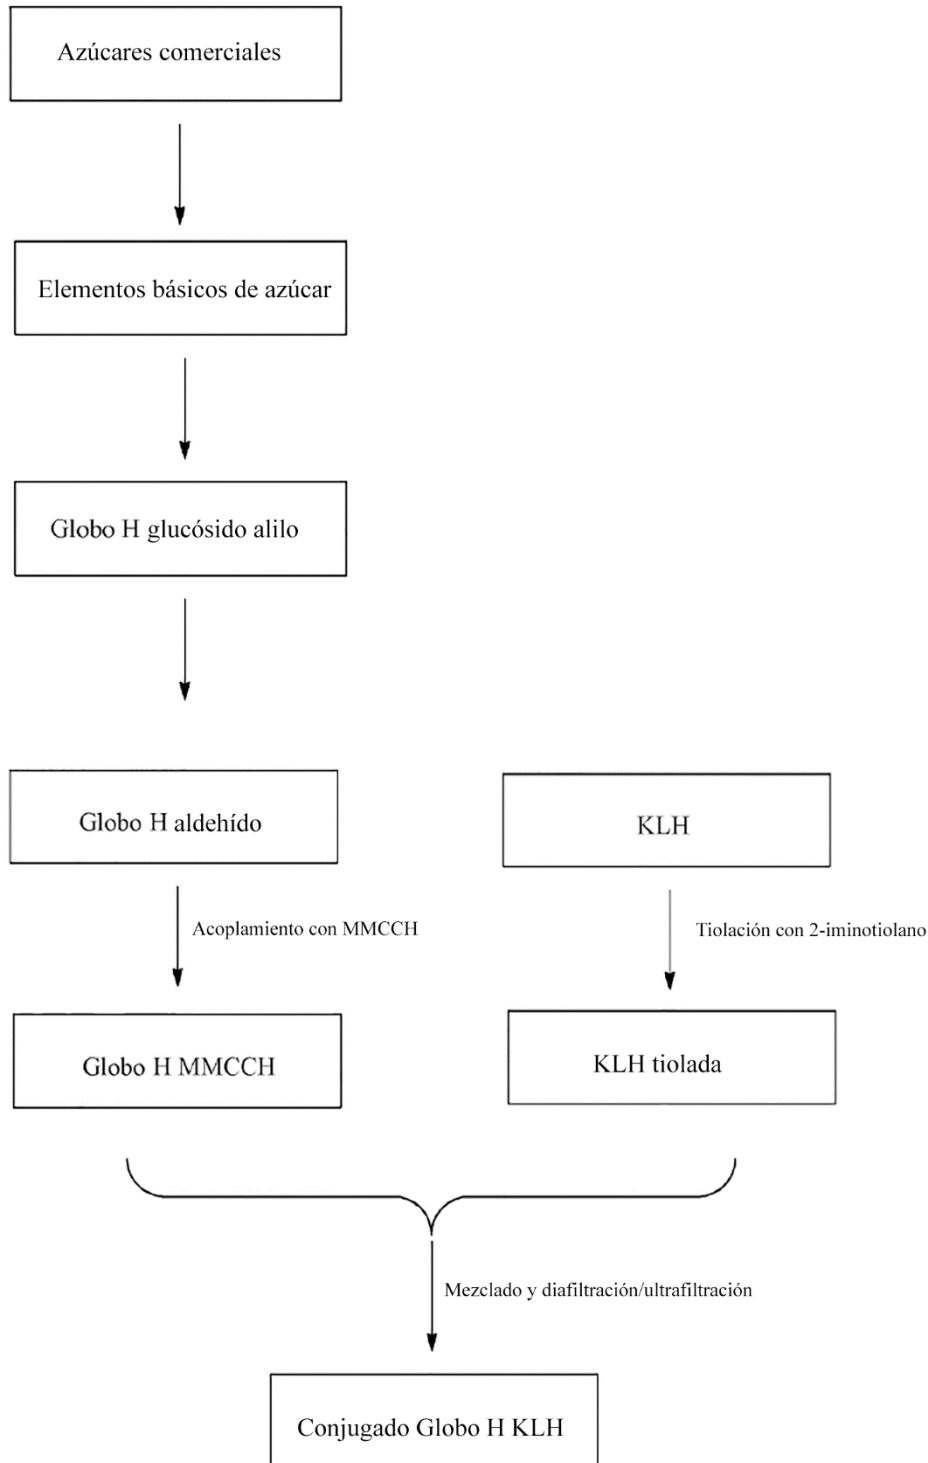 Azúcares comerciales
Elementos básicos de azúcar
Globo H glucósido alilo
Globo H aldehído
KLH
Acoplamiento con MMCCH
Tiolación con 2-iminotiolano
Globo H MMCCH
KLH tiolada
Mezclado y diafiltración/ultrafiltración
Conjugado Globo H KLH